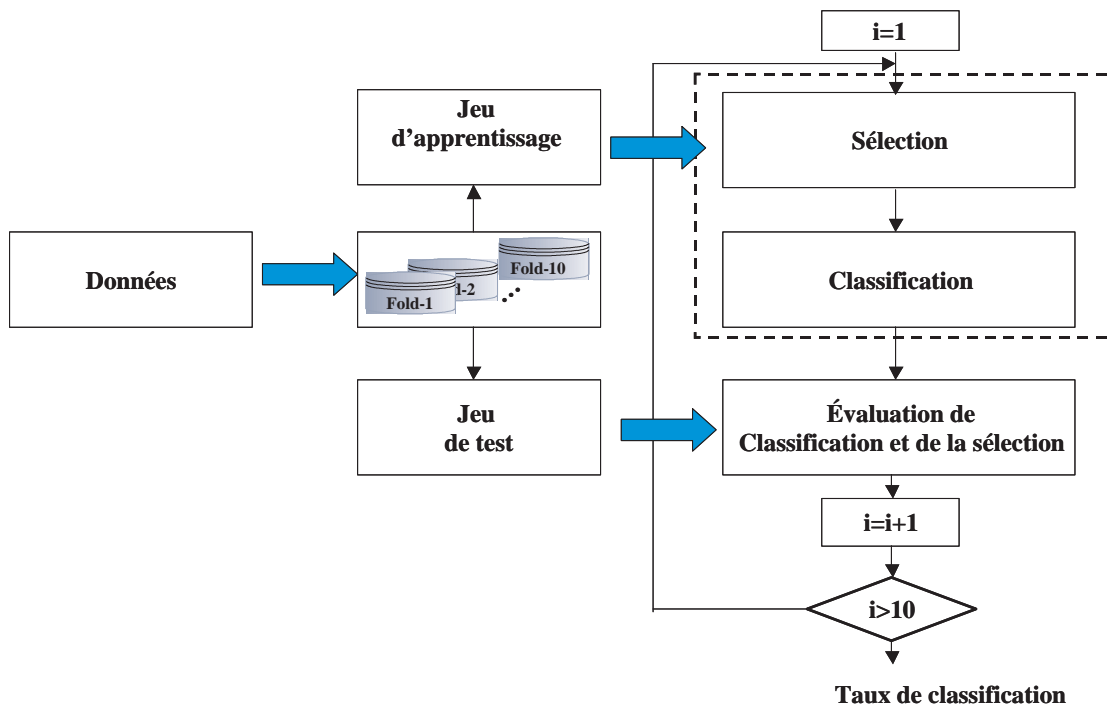 i=1
Jeu
d’apprentissage
Sélection
Données
Fold-1
d-2
Fold-10
Classification
Jeu
de test
Évaluation de
Classification et de la sélection
i=i+1
i>10
Taux de classification